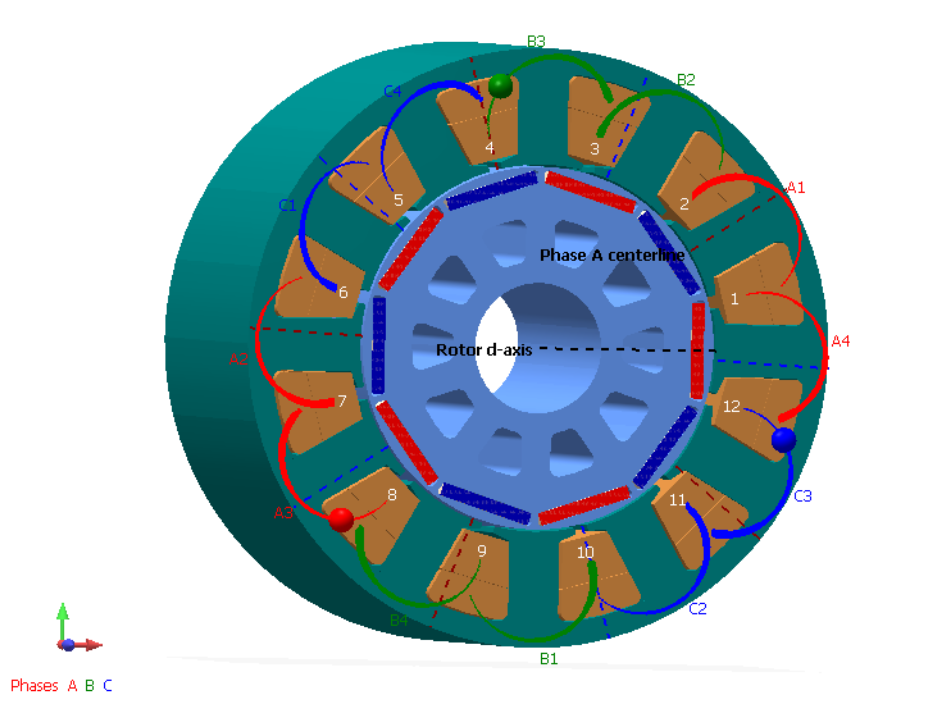 B3
B2
C4
4
3
A1
5
2
C1
Phase A centerline
6
1
A4
Rotor d-axis
A2
7
12
8
11
C3
A3
9
10
C2
B4
B1
Phases A B C